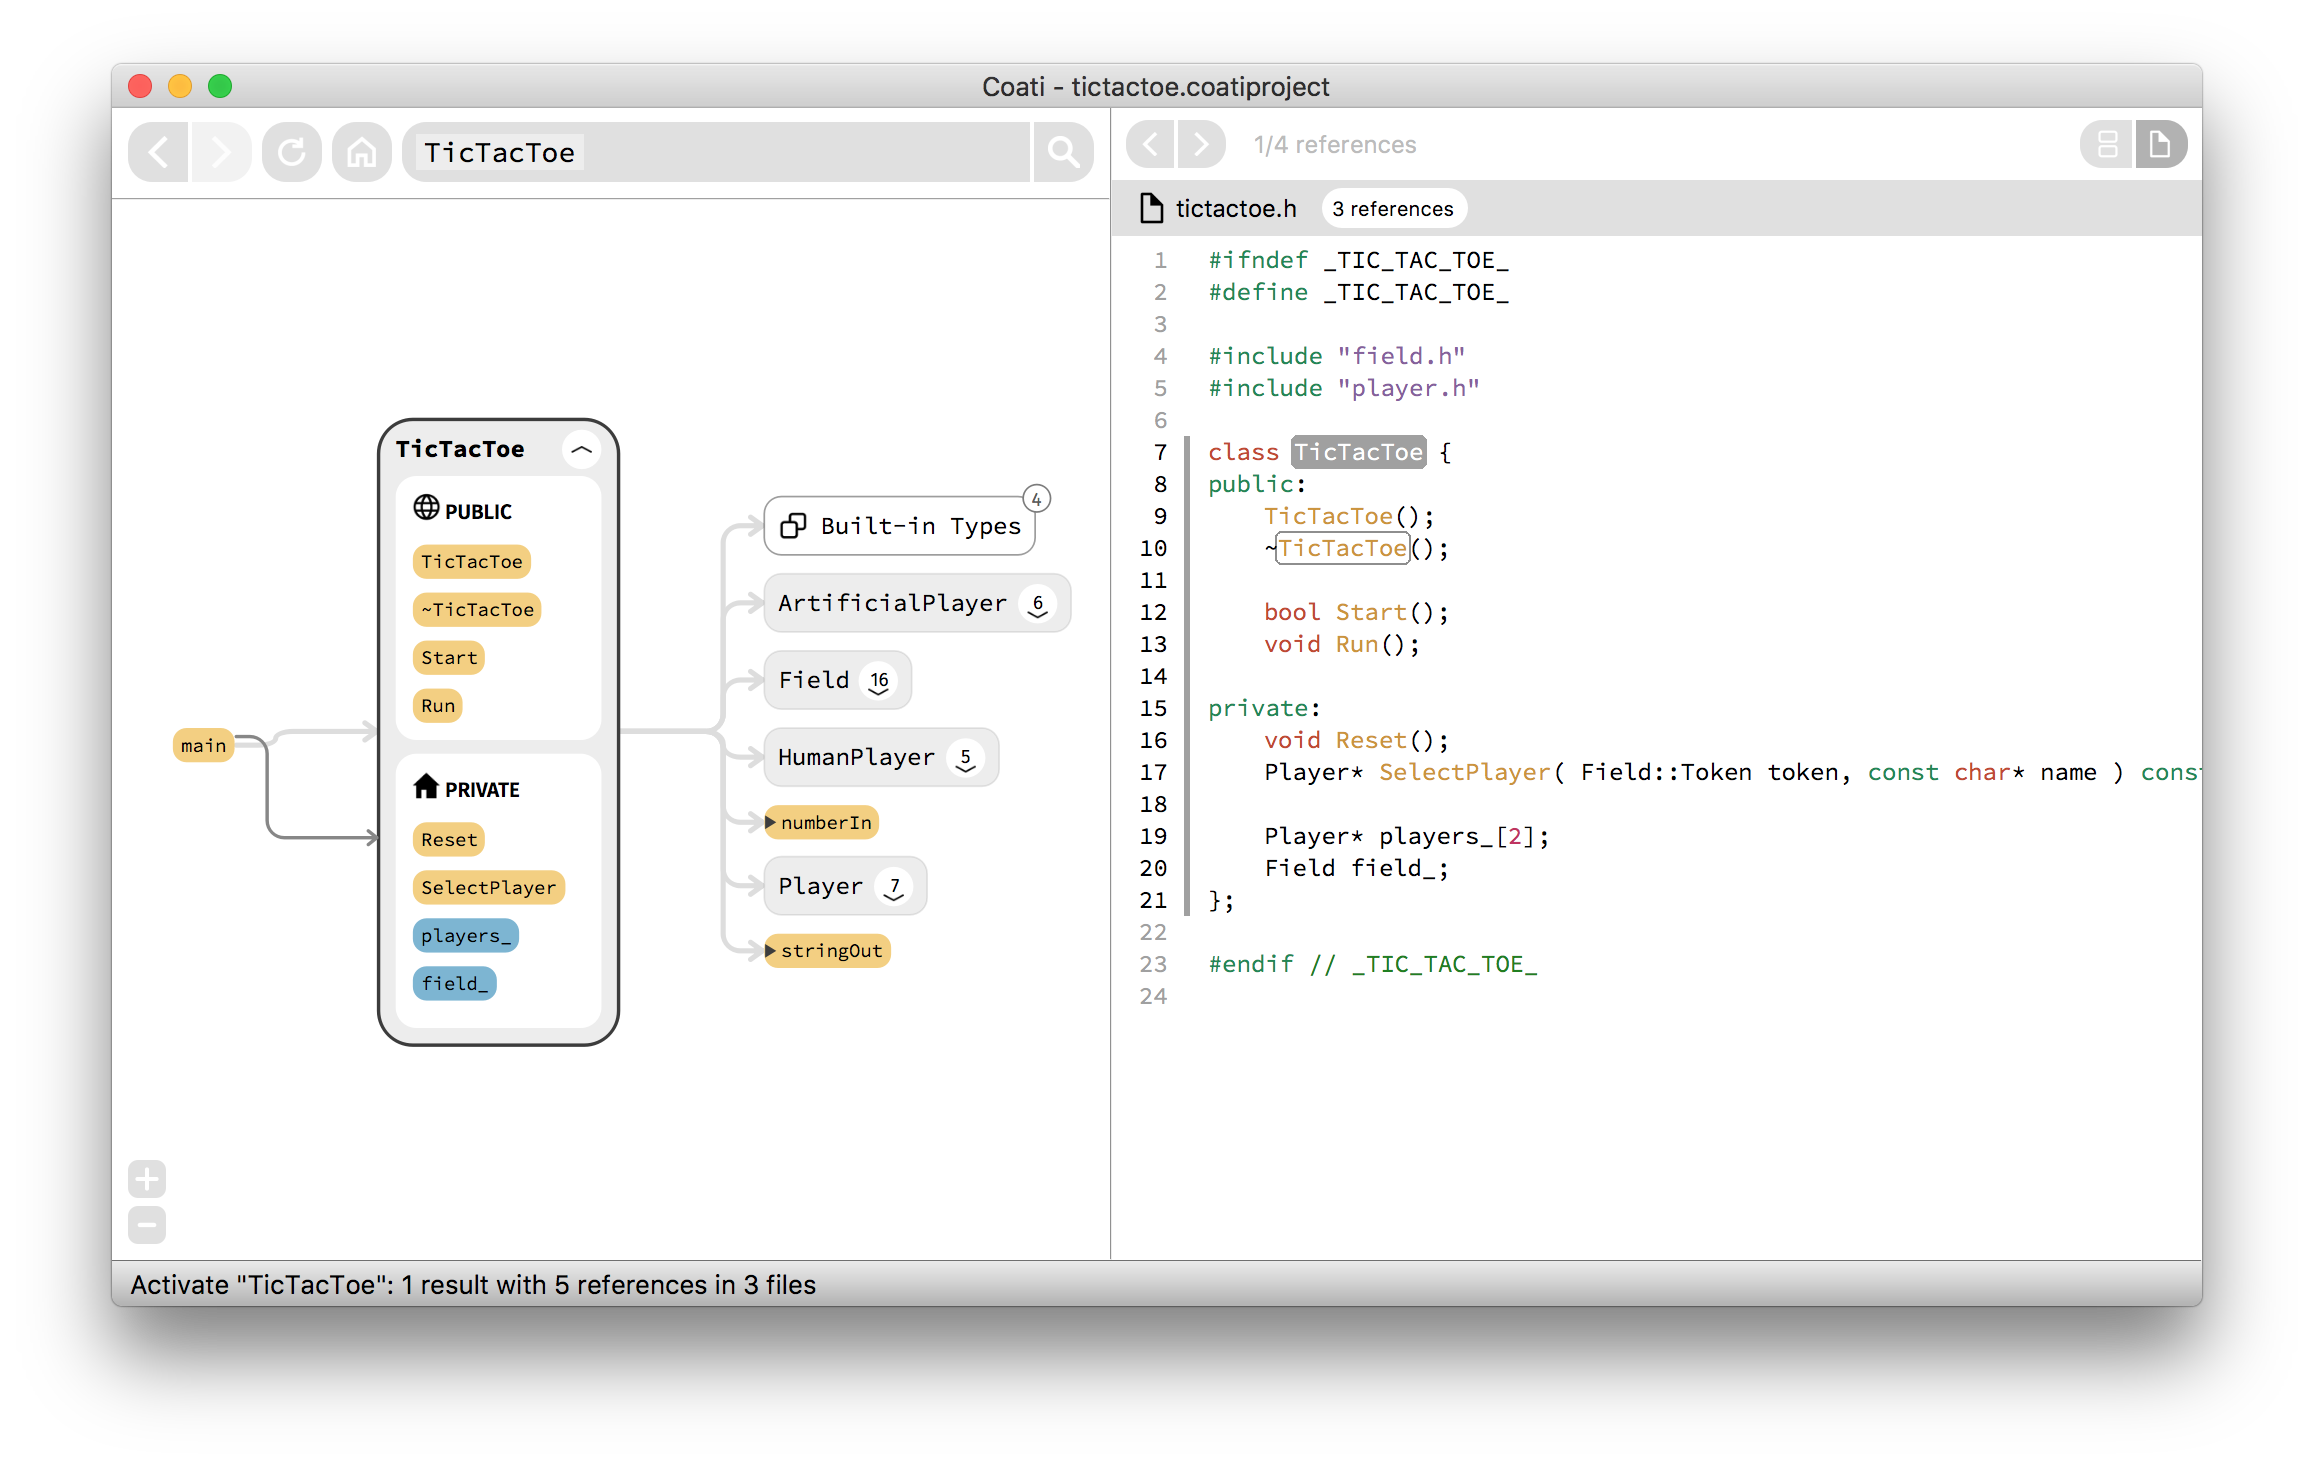 Coati - tictactoe.coatiproject
TicTacToe
1/4 references
tictactoe.h 3 references
TicTacToe
PUBLIC
TicTacToe
~TicTacToe
Start
Run
PRIVATE
Reset
SelectPlayer
players_
field_
main
Built-in Types 4
ArtificialPlayer 6
Field 16
HumanPlayer 5
numberIn
Player 7
stringOut
1 #ifndef _TIC_TAC_TOE_
2 #define _TIC_TAC_TOE_
3
4 #include "field.h"
5 #include "player.h"
6
7 class TicTacToe {
8 public:
9 TicTacToe();
10 ~TicTacToe();
11
12 bool Start();
13 void Run();
14
15 private:
16 void Reset();
17 Player* SelectPlayer( Field::Token token, const char* name ) cons
18
19 Player* players_[2];
20 Field field_;
21 };
22
23 #endif // _TIC_TAC_TOE_
24
Activate "TicTacToe": 1 result with 5 references in 3 files